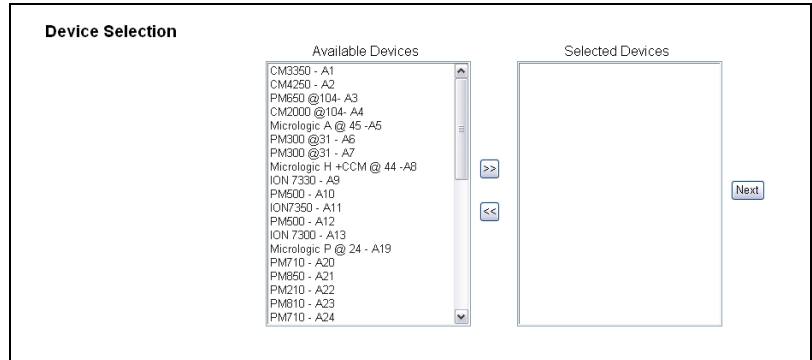 Device Selection
Available Devices
Selected Devices
CM3350 - A1
CM4250 - A2
PM650 @104- A3
CM2000 @104- A4
Micrologic A @ 45 -A5
PM300 @31 - A6
PM300 @31 - A7
Micrologic H +CCM @ 44 -A8
ION 7330 - A9
PM500 - A10
ION7350 - A11
PM500 - A12
ION 7300 - A13
Micrologic P @ 24 - A19
PM710 - A20
PM850 - A21
PM210 - A22
PM810 - A23
PM710 - A24
>>
<<
Next